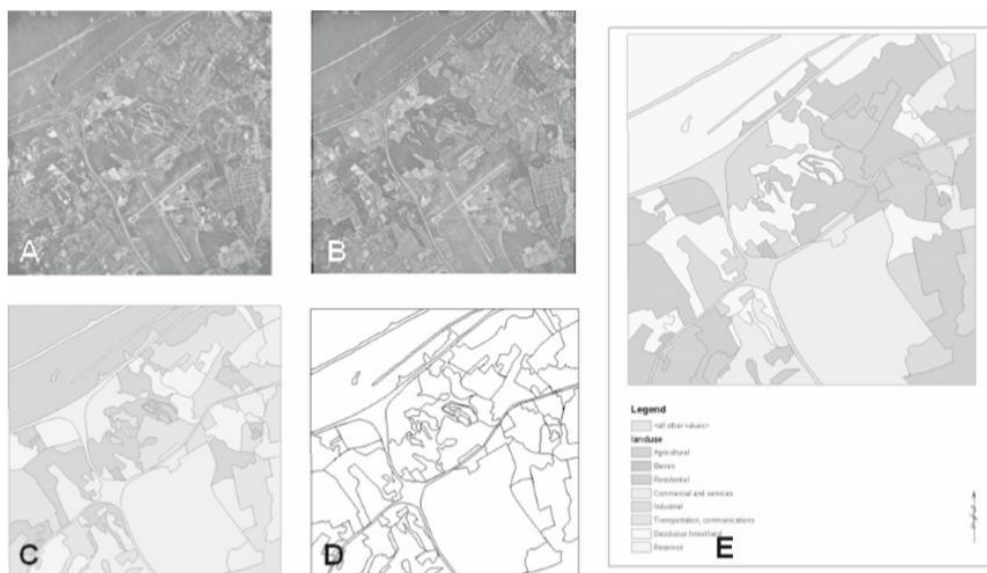 A
B
C
D
Legend
<all other values>
landuse
Agricultural
Barren
Residential
Commercial and services
Industrial
Transportation, communications
Deciduous forestland
Reservoir
E